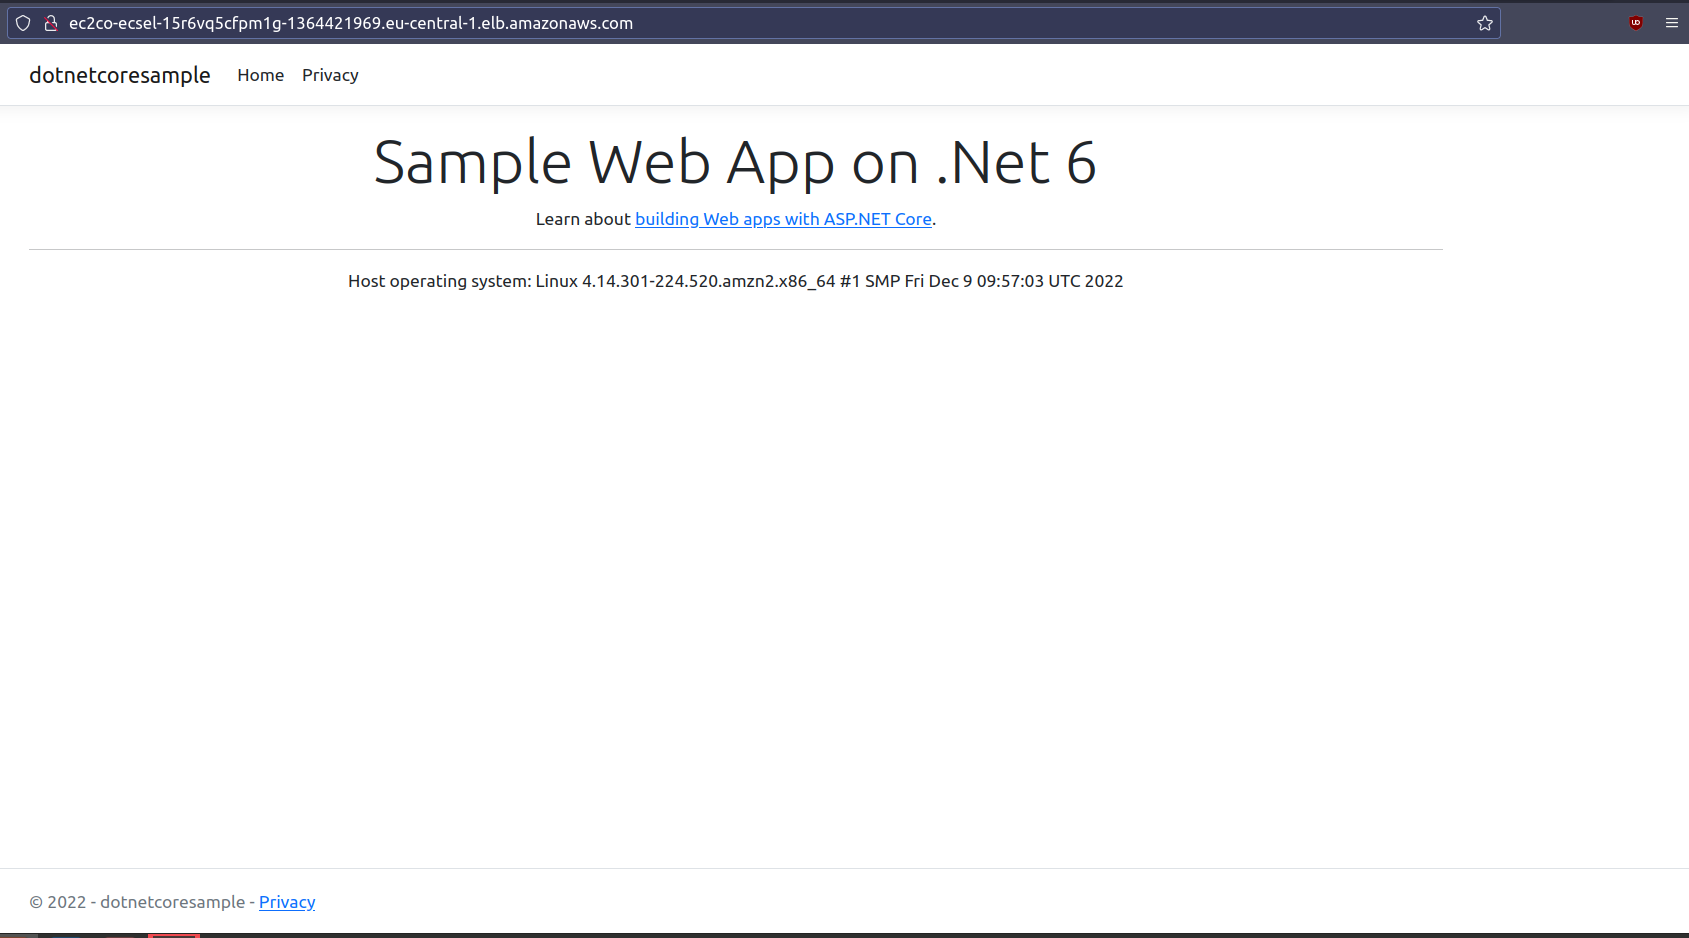 ec2co-ecsel-15r6vq5cfpm1g-1364421969.eu-central-1.elb.amazonaws.com
dotnetcoresample Home Privacy
Sample Web App on .Net 6
Learn about building Web apps with ASP.NET Core.
Host operating system: Linux 4.14.301-224.520.amzn2.x86_64 #1 SMP Fri Dec 9 09:57:03 UTC 2022
© 2022 - dotnetcoresample - Privacy